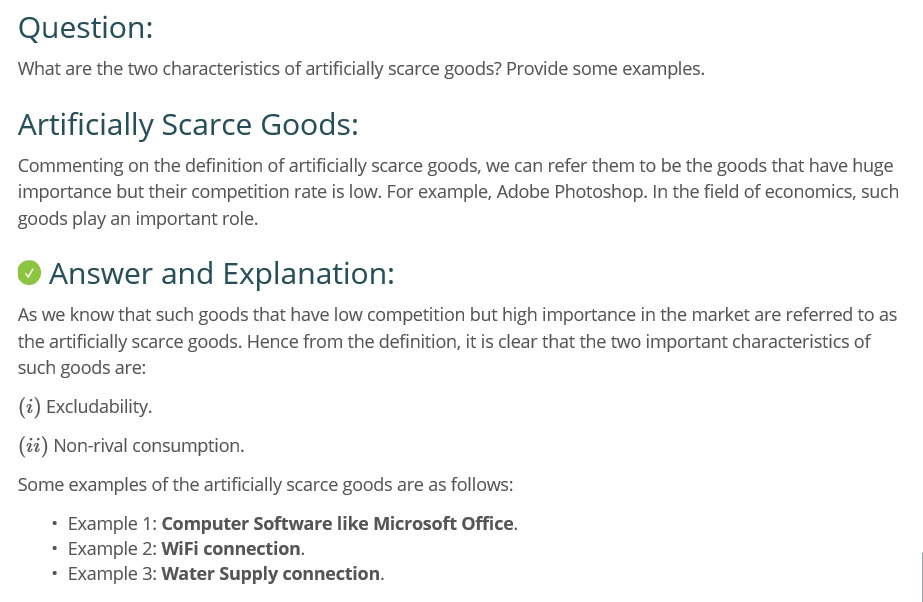 Question:
What are the two characteristics of artificially scarce goods? Provide some examples.
Artificially Scarce Goods:
Commenting on the definition of artificially scarce goods, we can refer them to be the goods that have huge
importance but their competition rate is low. For example, Adobe Photoshop. In the field of economics, such
goods play an important role.
✓ Answer and Explanation:
As we know that such goods that have low competition but high importance in the market are referred to as
the artificially scarce goods. Hence from the definition, it is clear that the two important characteristics of
such goods are:
(i) Excludability.
(ii) Non-rival consumption.
Some examples of the artificially scarce goods are as follows:
• Example 1: Computer Software like Microsoft Office.
• Example 2: WiFi connection.
• Example 3: Water Supply connection.